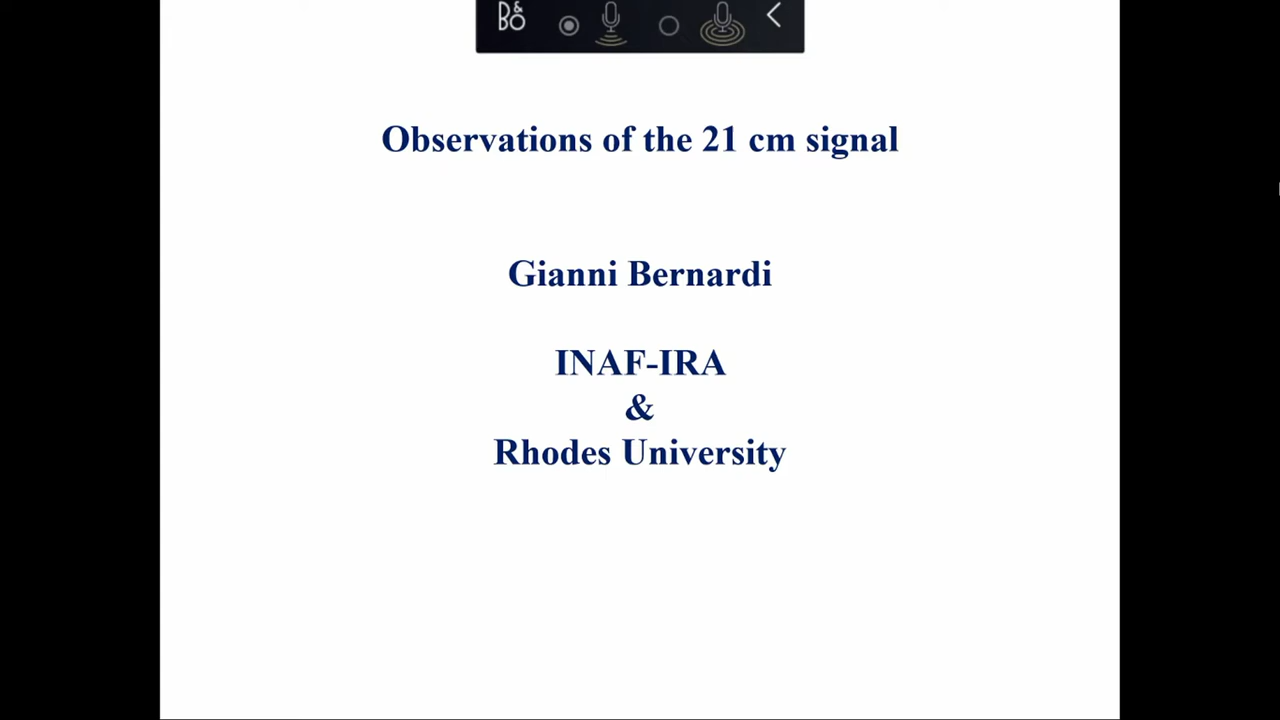 B&O
Observations of the 21 cm signal
Gianni Bernardi
INAF-IRA
&
Rhodes University